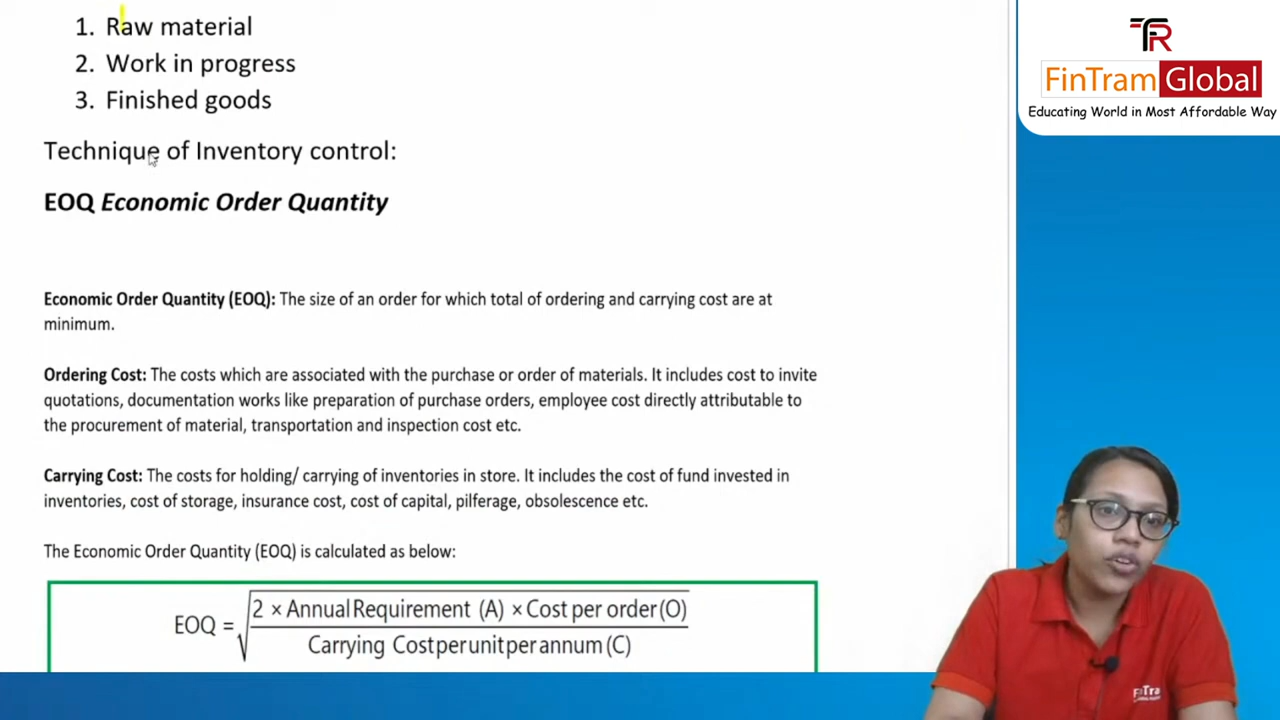 1. Raw material
2. Work in progress
3. Finished goods
Technique of Inventory control:
EOQ Economic Order Quantity
Economic Order Quantity (EOQ): The size of an order for which total of ordering and carrying cost are at
minimum.
Ordering Cost: The costs which are associated with the purchase or order of materials. It includes cost to invite
quotations, documentation works like preparation of purchase orders, employee cost directly attributable to
the procurement of material, transportation and inspection cost etc.
Carrying Cost: The costs for holding/ carrying of inventories in store. It includes the cost of fund invested in
inventories, cost of storage, insurance cost, cost of capital, pilferage, obsolescence etc.
The Economic Order Quantity (EOQ) is calculated as below:
2 × Annual Requirement (A) × Cost per order (O)
EOQ = √
Carrying Cost per unit per annum (C)
TR
FinTram Global
Educating World in Most Affordable Way
FinTra